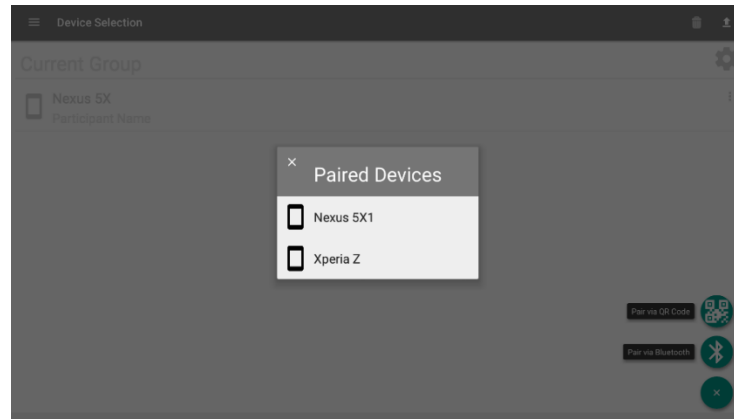 Device Selection
Current Group
Nexus 5X
Participant Name
Paired Devices
Nexus 5X1
Xperia Z
Pair via QR Code
Pair via Bluetooth